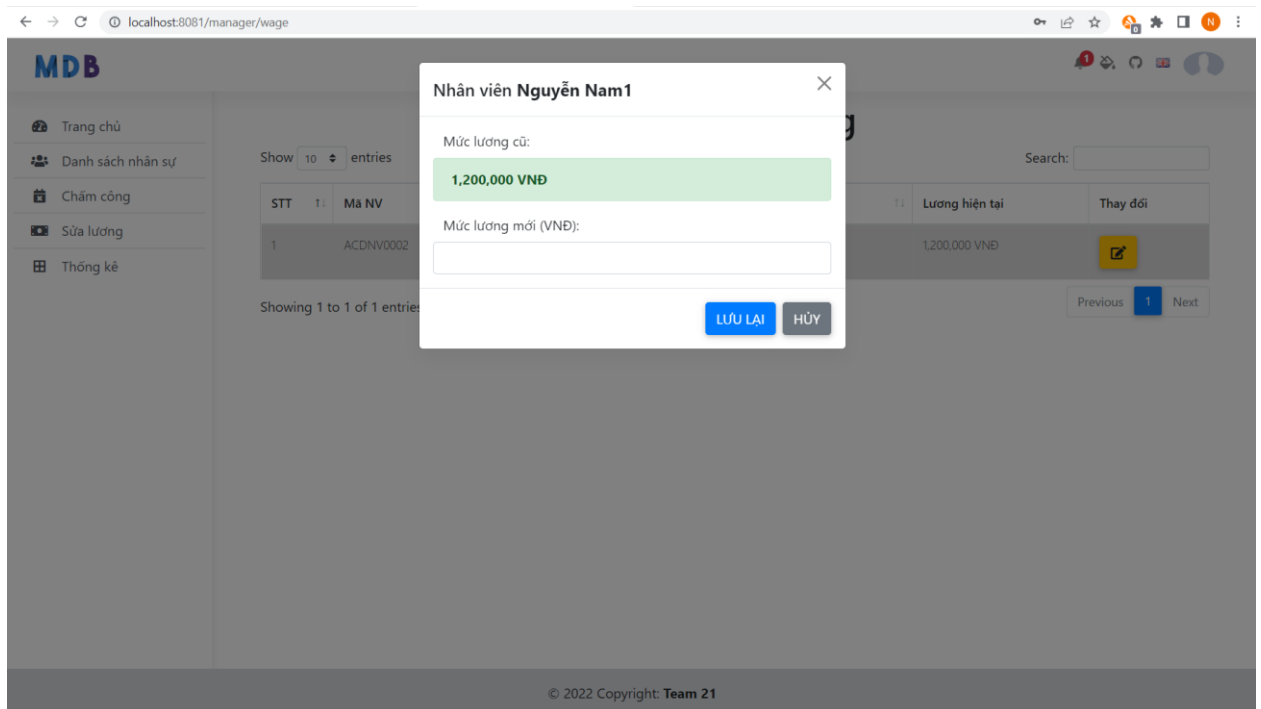 localhost:8081/manager/wage
N
MDB
1
Nhân viên Nguyễn Nam1
Trang chủ
Danh sách nhân sự
Chấm công
Sửa lương
Thống kê
g
Show 10 entries
Search:
Mức lương cũ:
1,200,000 VNĐ
Mức lương mới (VNĐ):
LƯU LẠI
HỦY
STT
Mã NV
Lương hiện tại
Thay đổi
1
ACDNV0002
1,200,000 VNĐ
Showing 1 to 1 of 1 entries
Previous
1
Next
© 2022 Copyright: Team 21